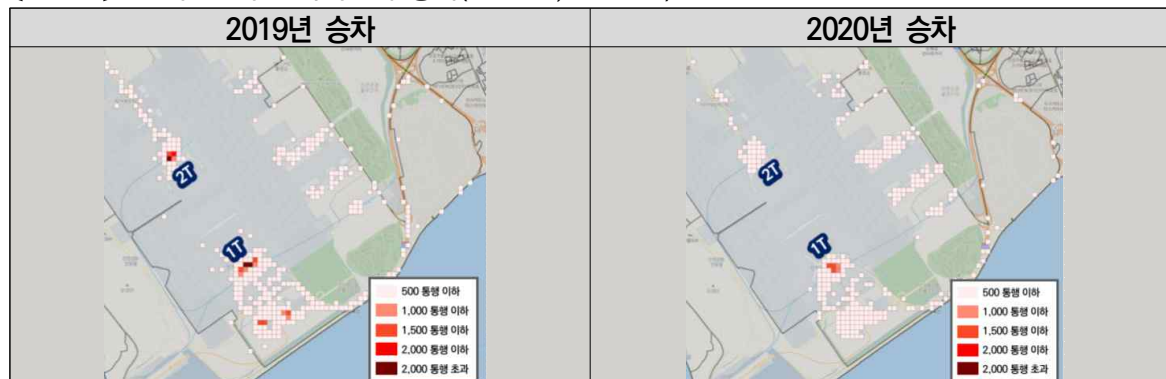 2019년 승차
2020년 승차
2T
2T
1T
1T
500 통행 이하
1,000 통행 이하
1,500 통행 이하
2,000 통행 이하
2,000 통행 초과
500 통행 이하
1,000 통행 이하
1,500 통행 이하
2,000 통행 이하
2,000 통행 초과